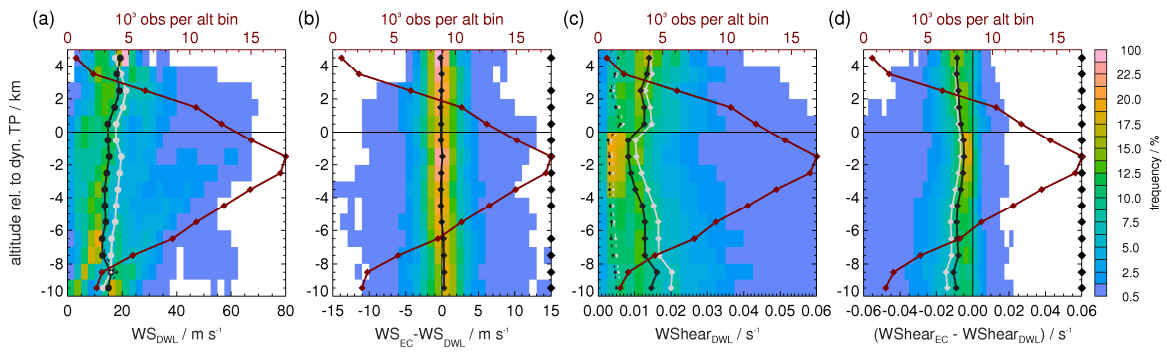 (a)
10³ obs per alt bin
0 5 10 15
altitude rel. to dyn. TP / km
4
2
0
-2
-4
-6
-8
-10
0 20 40 60 80
WS_DWL / m s⁻¹
(b)
10³ obs per alt bin
0 5 10 15
-15 -10 -5 0 5 10 15
WS_EC-WS_DWL / m s⁻¹
(c)
10³ obs per alt bin
0 5 10 15
0.00 0.01 0.02 0.03 0.04 0.05 0.06
WShear_DWL / s⁻¹
(d)
10³ obs per alt bin
0 5 10 15
-0.06 -0.04 -0.02 0.00 0.02 0.04 0.06
(WShear_EC - WShear_DWL) / s⁻¹
100
22.5
20.0
17.5
15.0
12.5
10.0
7.5
5.0
2.5
0.5
frequency / %